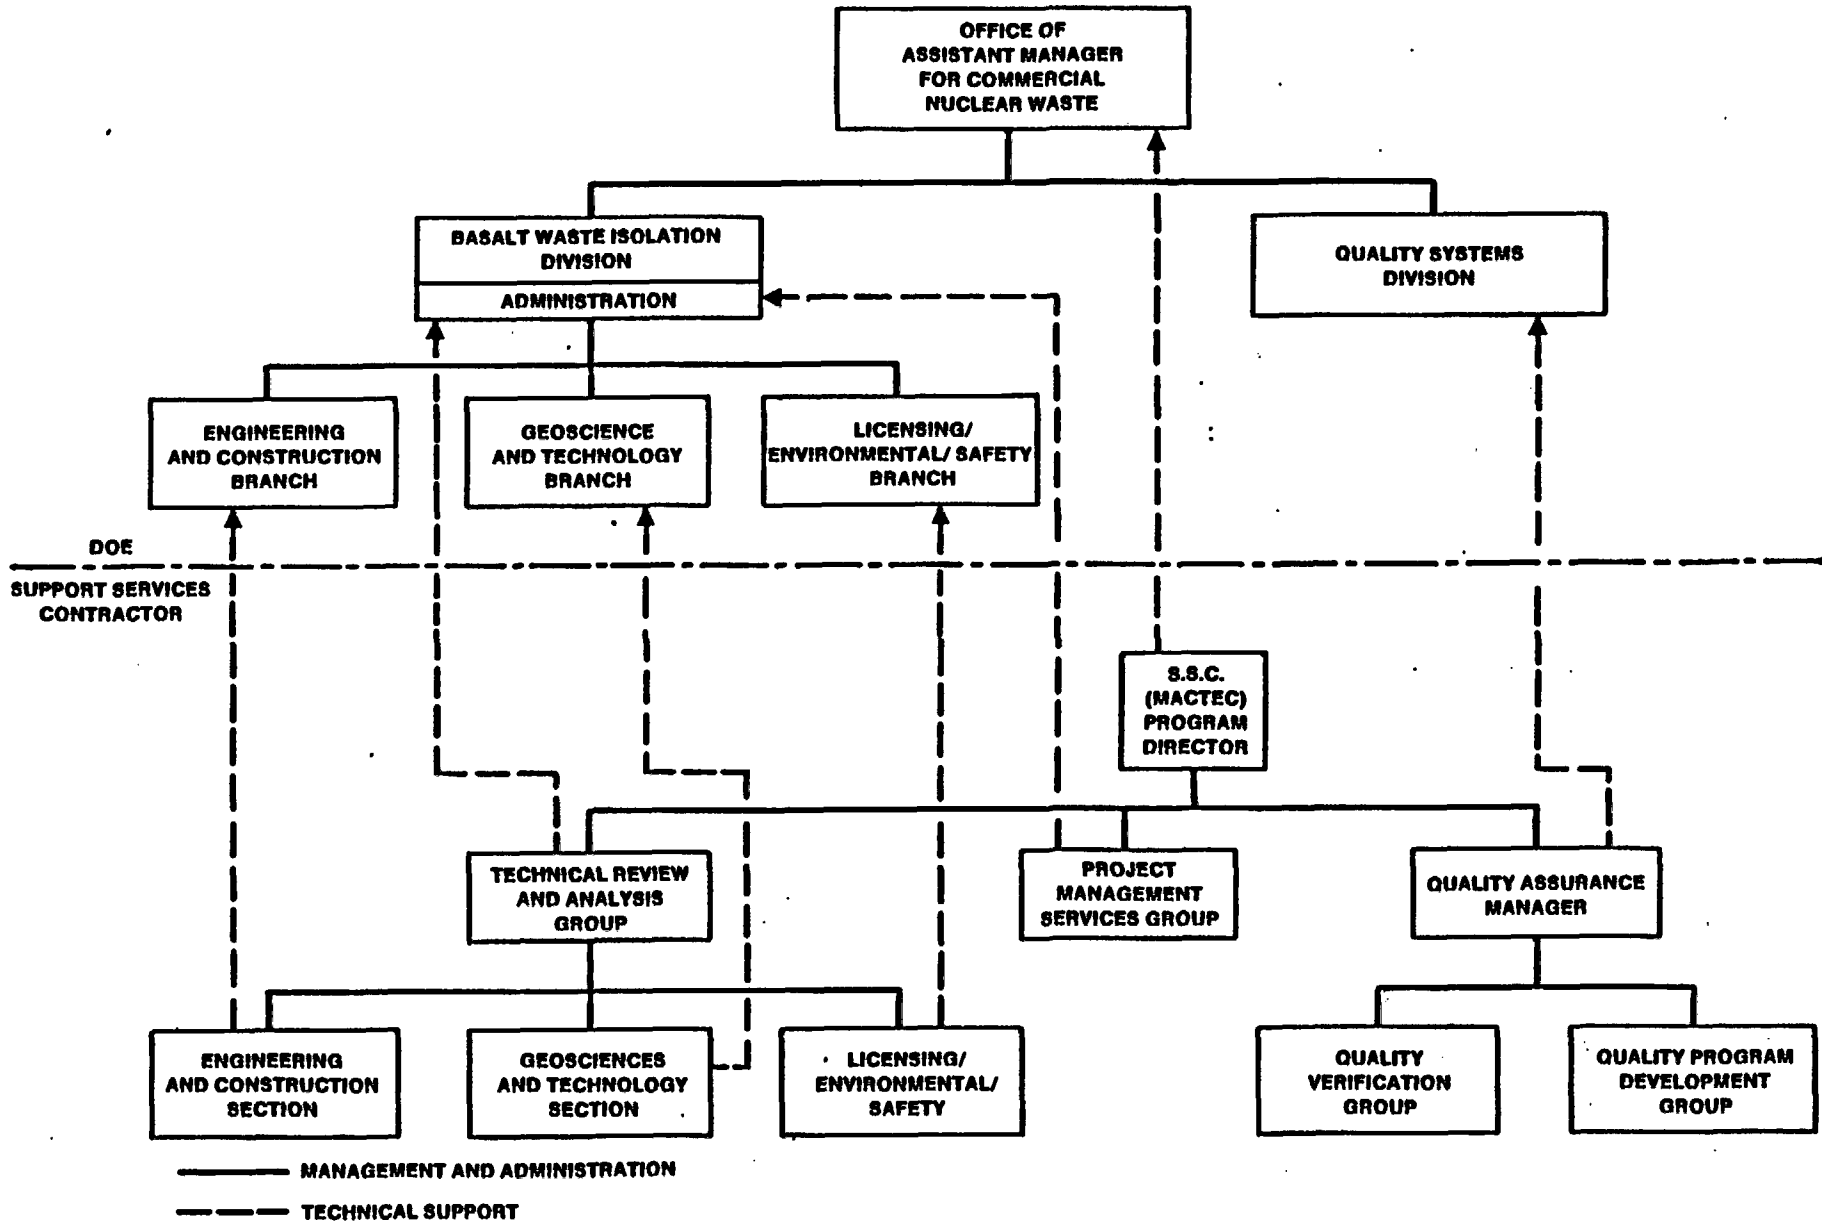 OFFICE OF
ASSISTANT MANAGER
FOR COMMERCIAL
NUCLEAR WASTE
BASALT WASTE ISOLATION
DIVISION
ADMINISTRATION
QUALITY SYSTEMS
DIVISION
ENGINEERING
AND CONSTRUCTION
BRANCH
GEOSCIENCE
AND TECHNOLOGY
BRANCH
LICENSING/
ENVIRONMENTAL/ SAFETY
BRANCH
DOE
SUPPORT SERVICES
CONTRACTOR
S.S.C.
(MACTEC)
PROGRAM
DIRECTOR
TECHNICAL REVIEW
AND ANALYSIS
GROUP
PROJECT
MANAGEMENT
SERVICES GROUP
QUALITY ASSURANCE
MANAGER
ENGINEERING
AND CONSTRUCTION
SECTION
GEOSCIENCES
AND TECHNOLOGY
SECTION
LICENSING/
ENVIRONMENTAL/
SAFETY
QUALITY
VERIFICATION
GROUP
QUALITY PROGRAM
DEVELOPMENT
GROUP
MANAGEMENT AND ADMINISTRATION
TECHNICAL SUPPORT